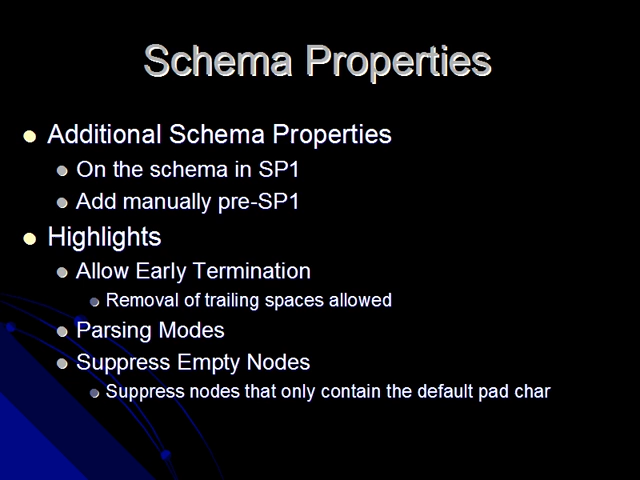 Schema Properties
Additional Schema Properties
On the schema in SP1
Add manually pre-SP1
Highlights
Allow Early Termination
Removal of trailing spaces allowed
Parsing Modes
Suppress Empty Nodes
Suppress nodes that only contain the default pad char